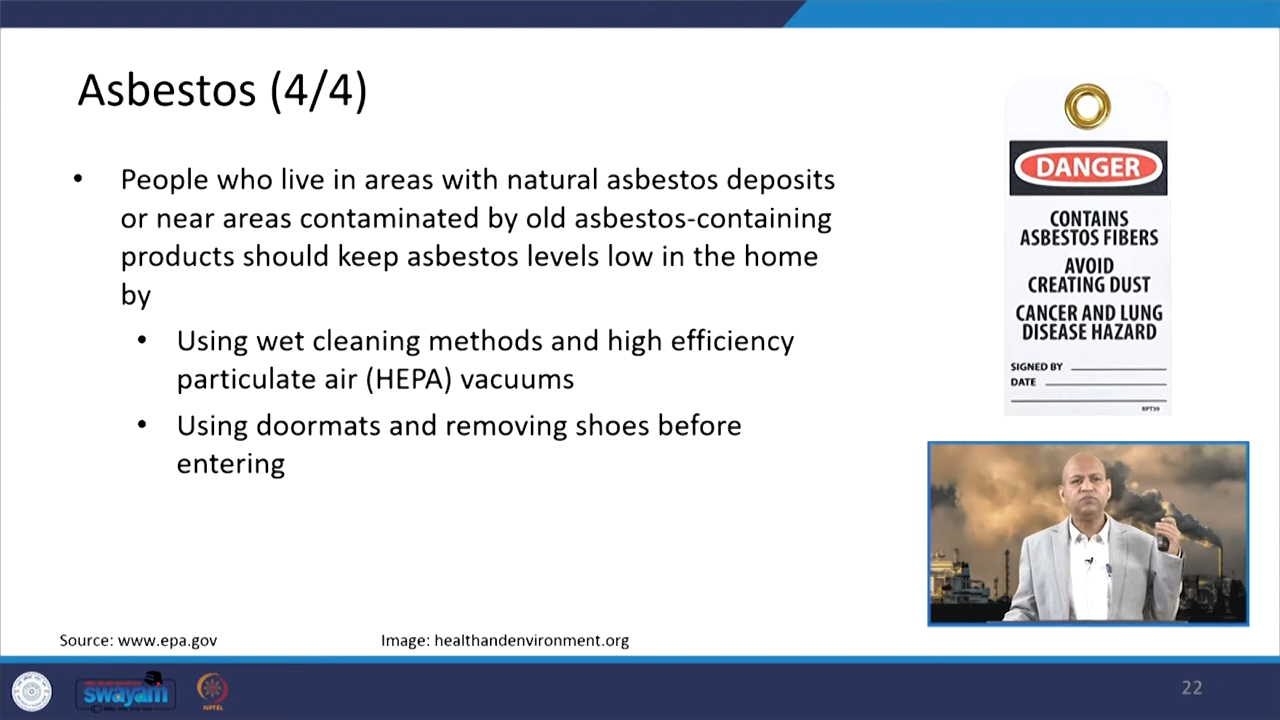 Asbestos (4/4)
• People who live in areas with natural asbestos deposits
or near areas contaminated by old asbestos-containing
products should keep asbestos levels low in the home
by
• Using wet cleaning methods and high efficiency
particulate air (HEPA) vacuums
• Using doormats and removing shoes before
entering
DANGER
CONTAINS
ASBESTOS FIBERS
AVOID
CREATING DUST
CANCER AND LUNG
DISEASE HAZARD
SIGNED BY
DATE
RPT39
Source: www.epa.gov
Image: healthandenvironment.org
swayam
NPTEL
22